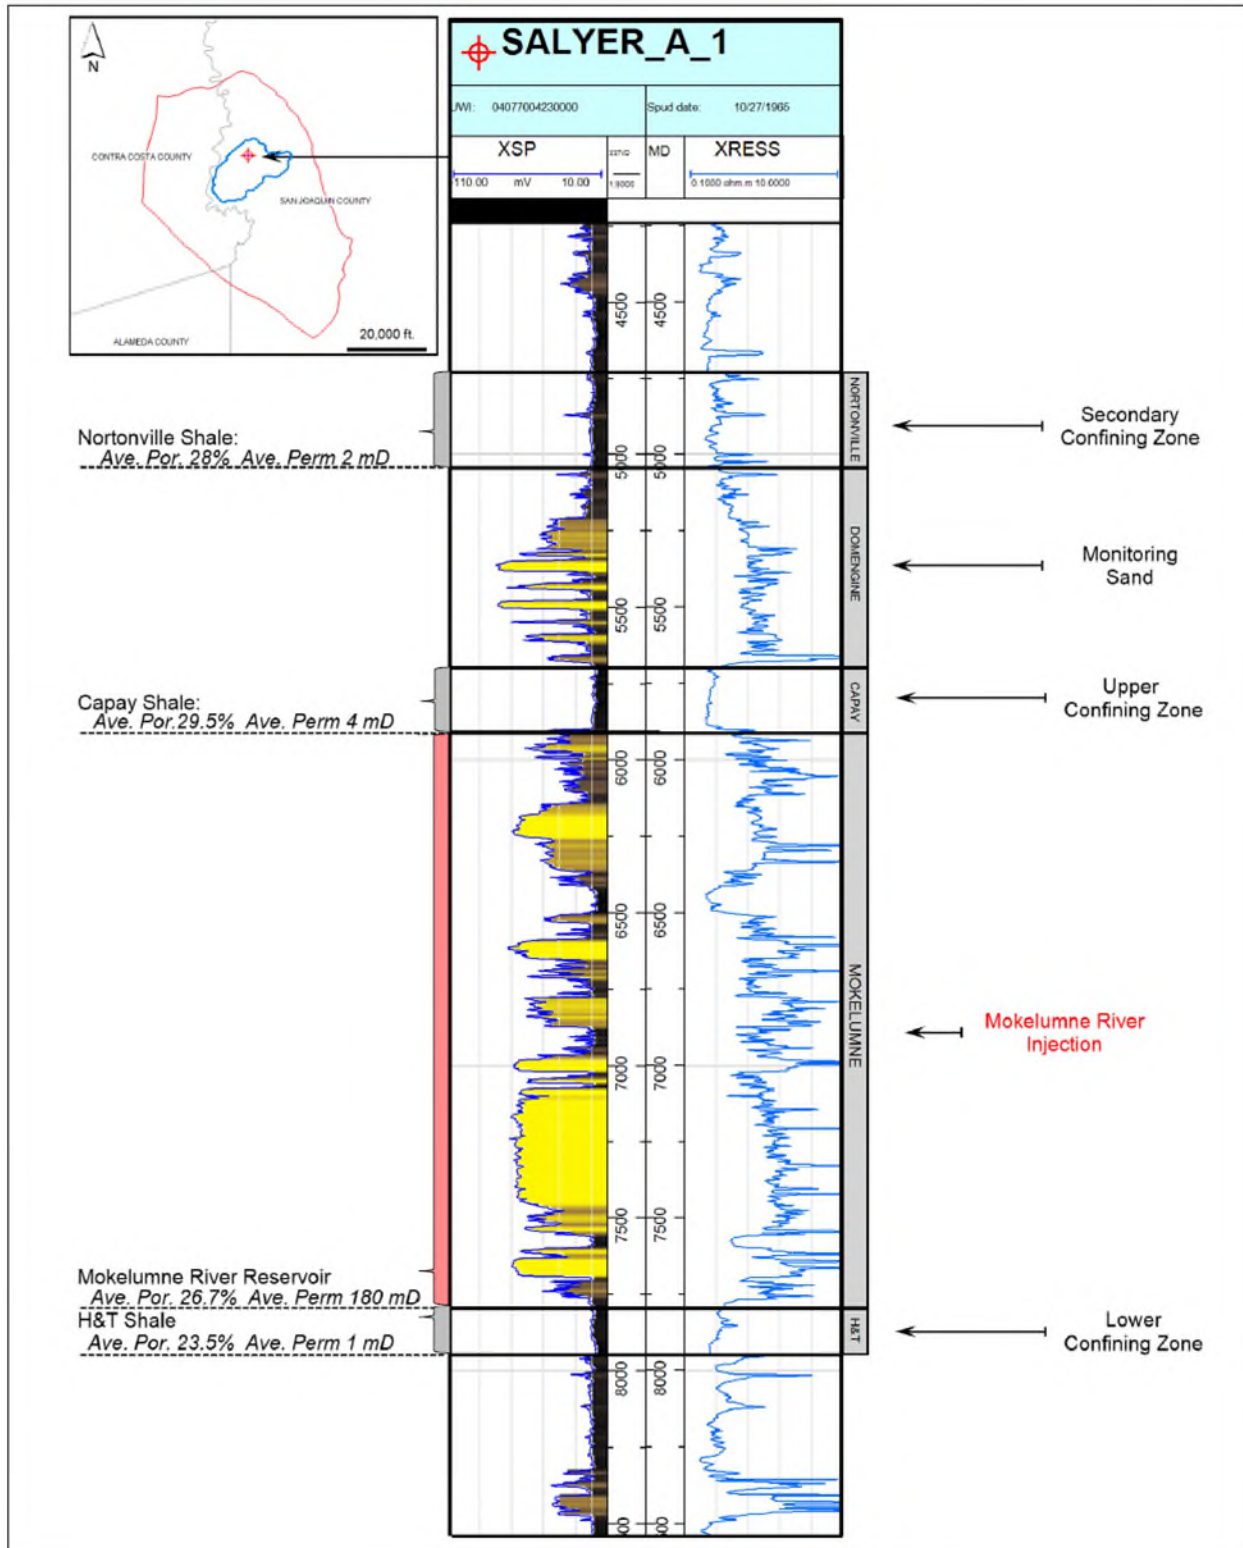 N
CONTRA COSTA COUNTY
SAN JOAQUIN COUNTY
ALAMEDA COUNTY
20,000 ft.
SALYER_A_1
UWI: 04077004230000 Spud date: 10/27/1965
XSP MD XRESS
110.00 mV 10.00 0.1000 ohm.m 10.0000
4500 4500
NORTONVILLE
Secondary
Confining Zone
Nortonville Shale:
Ave. Por. 28% Ave. Perm 2 mD
5000 5000
DOMENGINE
Monitoring
Sand
5500 5500
CAPAY
Upper
Confining Zone
Capay Shale:
Ave. Por.29.5% Ave. Perm 4 mD
6000 6000
6500 6500
MOKELUMNE
Mokelumne River
Injection
7000 7000
7500 7500
Mokelumne River Reservoir
Ave. Por. 26.7% Ave. Perm 180 mD
H&T Shale
Ave. Por. 23.5% Ave. Perm 1 mD
H&T
Lower
Confining Zone
8000 8000